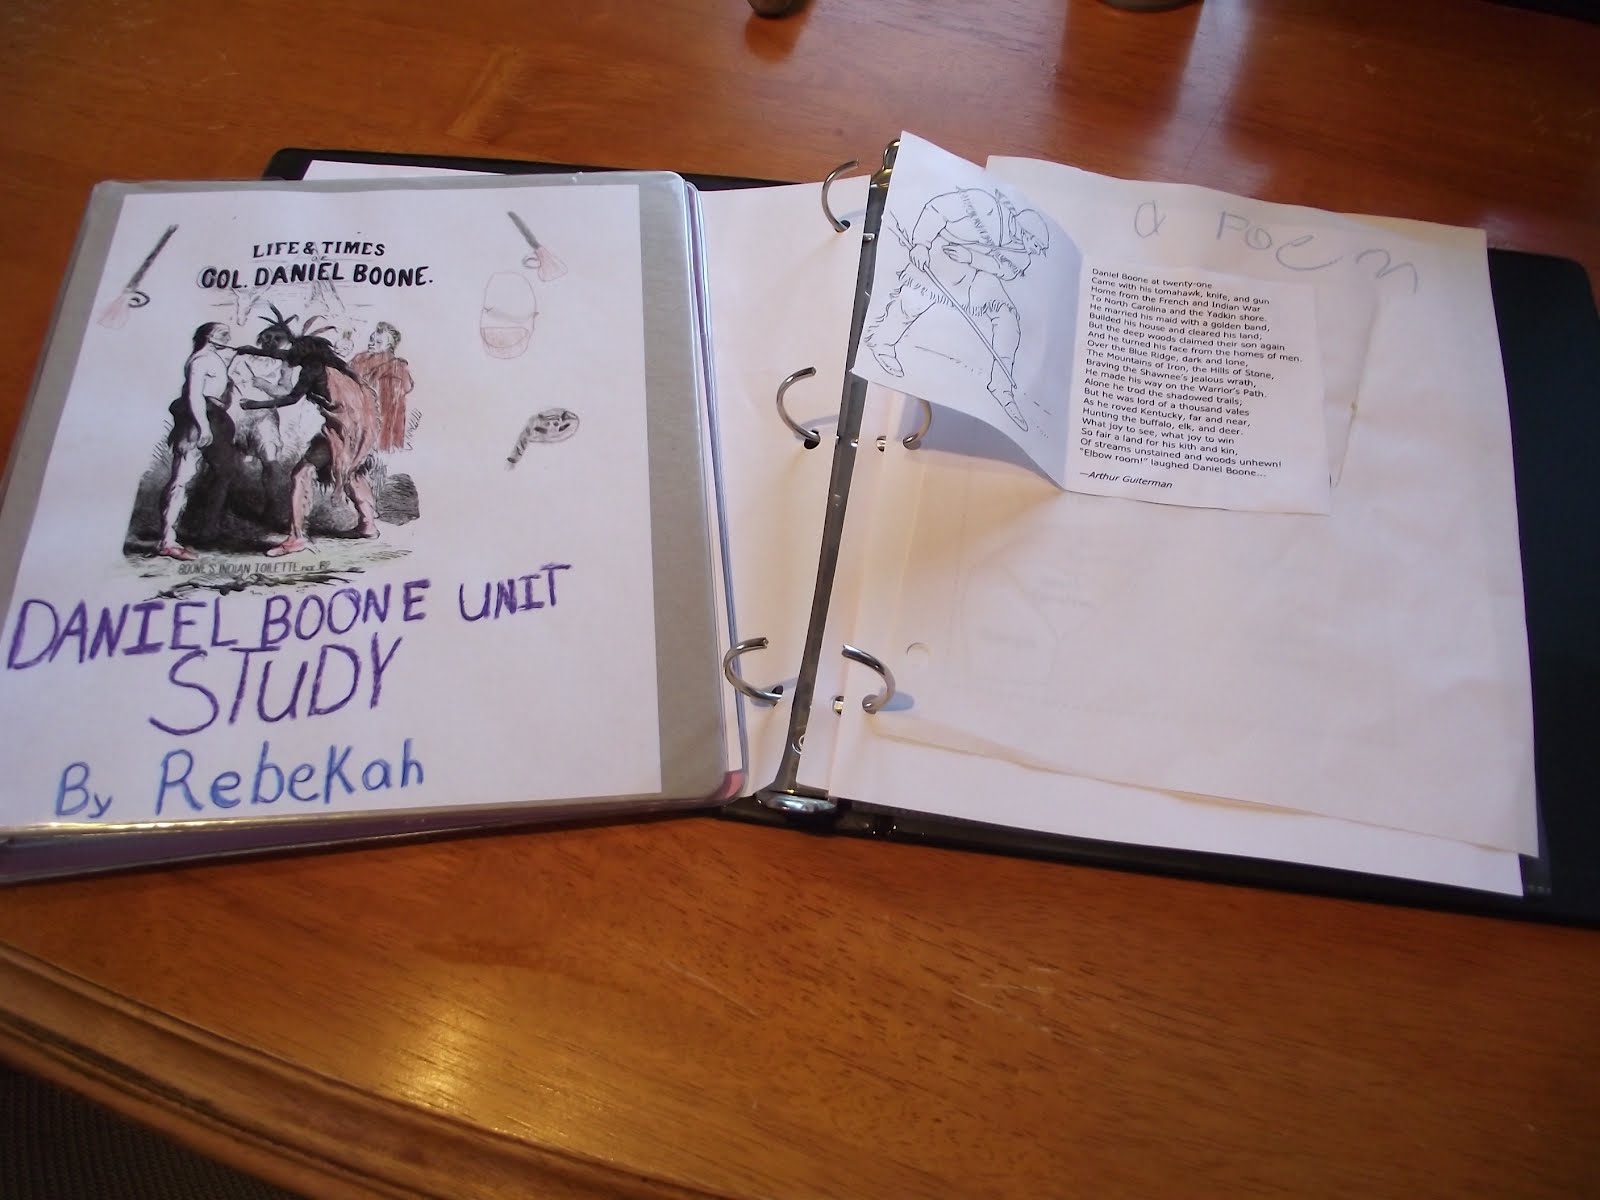 LIFE & TIMES
OF
COL. DANIEL BOONE.
BOONE'S INDIAN TOILETTE
DANIEL BOONE UNIT
STUDY
By Rebekah
a Poem
Daniel Boone at twenty-one
Came with his tomahawk, knife, and gun
Home from the French and Indian War
To North Carolina and the Yadkin shore.
He married his maid with a golden band,
Builded his house and cleared his land,
But the deep woods claimed their son again
And he turned his face from the homes of men.
Over the Blue Ridge, dark and lone,
The Mountains of Iron, the Hills of Stone,
Braving the Shawnee's jealous wrath,
He made his way on the Warrior's Path.
Alone he trod the shadowed trails;
But he was lord of a thousand vales
As he roved Kentucky, far and near,
Hunting the buffalo, elk, and deer.
What joy to see, what joy to win
So fair a land for his kith and kin,
Of streams unstained and woods unhewn!
"Elbow room!" laughed Daniel Boone...
—Arthur Guiterman